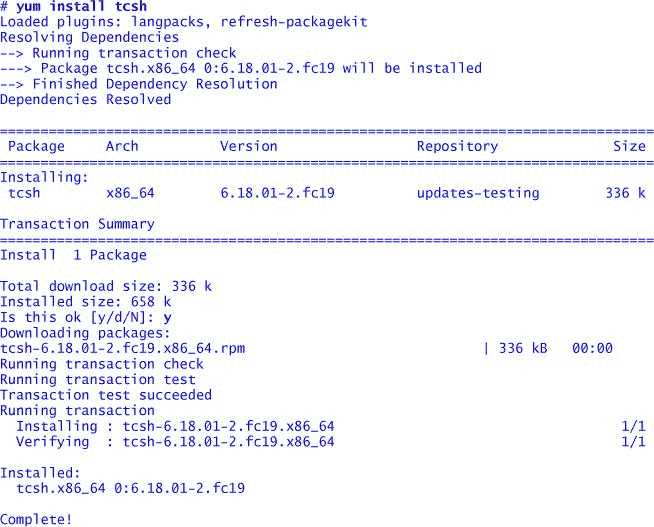 # yum install tcsh
Loaded plugins: langpacks, refresh-packagekit
Resolving Dependencies
--> Running transaction check
---> Package tcsh.x86_64 0:6.18.01-2.fc19 will be installed
--> Finished Dependency Resolution
Dependencies Resolved
================================================================================
Package Arch Version Repository Size
================================================================================
Installing:
tcsh x86_64 6.18.01-2.fc19 updates-testing 336 k
Transaction Summary
================================================================================
Install 1 Package
Total download size: 336 k
Installed size: 658 k
Is this ok [y/d/N]: y
Downloading packages:
tcsh-6.18.01-2.fc19.x86_64.rpm | 336 kB 00:00
Running transaction check
Running transaction test
Transaction test succeeded
Running transaction
Installing : tcsh-6.18.01-2.fc19.x86_64 1/1
Verifying : tcsh-6.18.01-2.fc19.x86_64 1/1
Installed:
tcsh.x86_64 0:6.18.01-2.fc19
Complete!